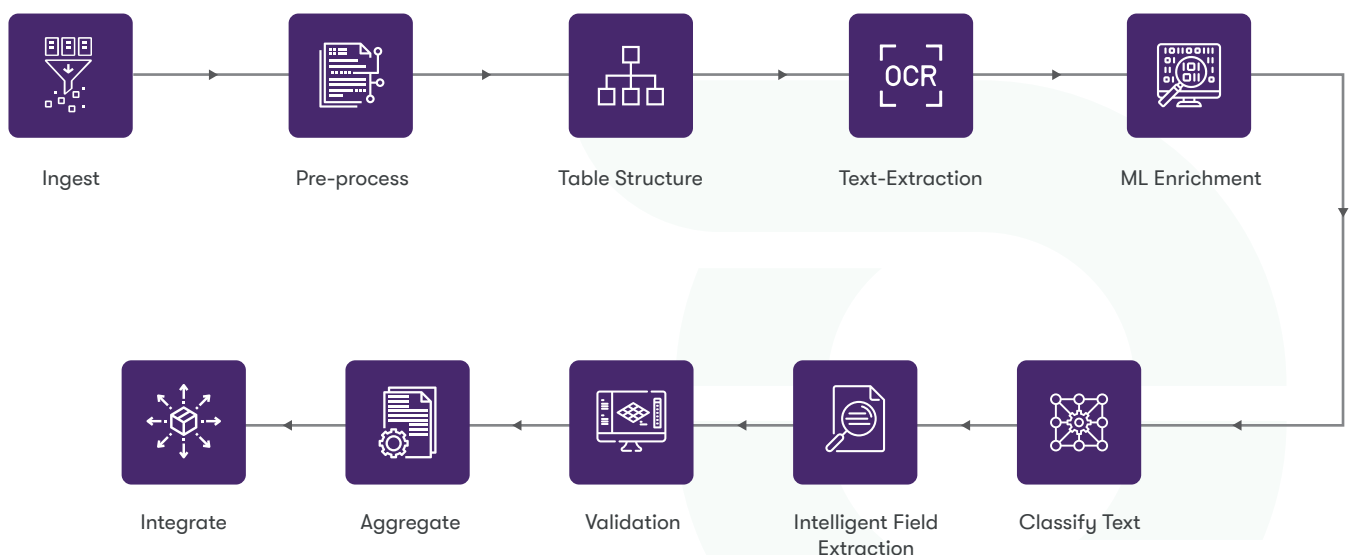 Ingest
Pre-process
Table Structure
OCR
Text-Extraction
ML Enrichment
Integrate
Aggregate
Validation
Intelligent Field
Extraction
Classify Text